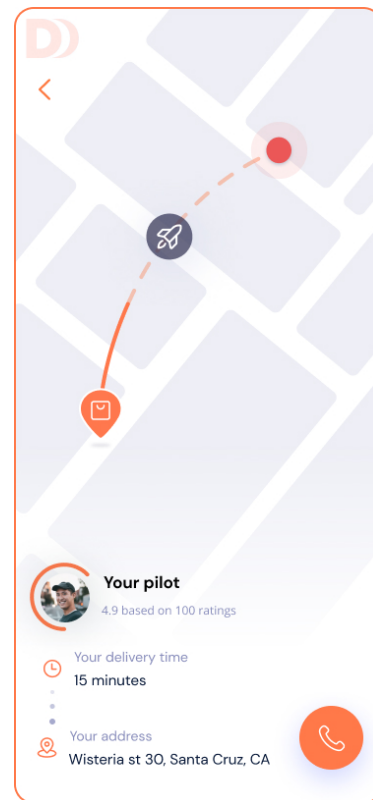 D
Your pilot
4.9 based on 100 ratings
Your delivery time
15 minutes
Your address
Wisteria st 30, Santa Cruz, CA